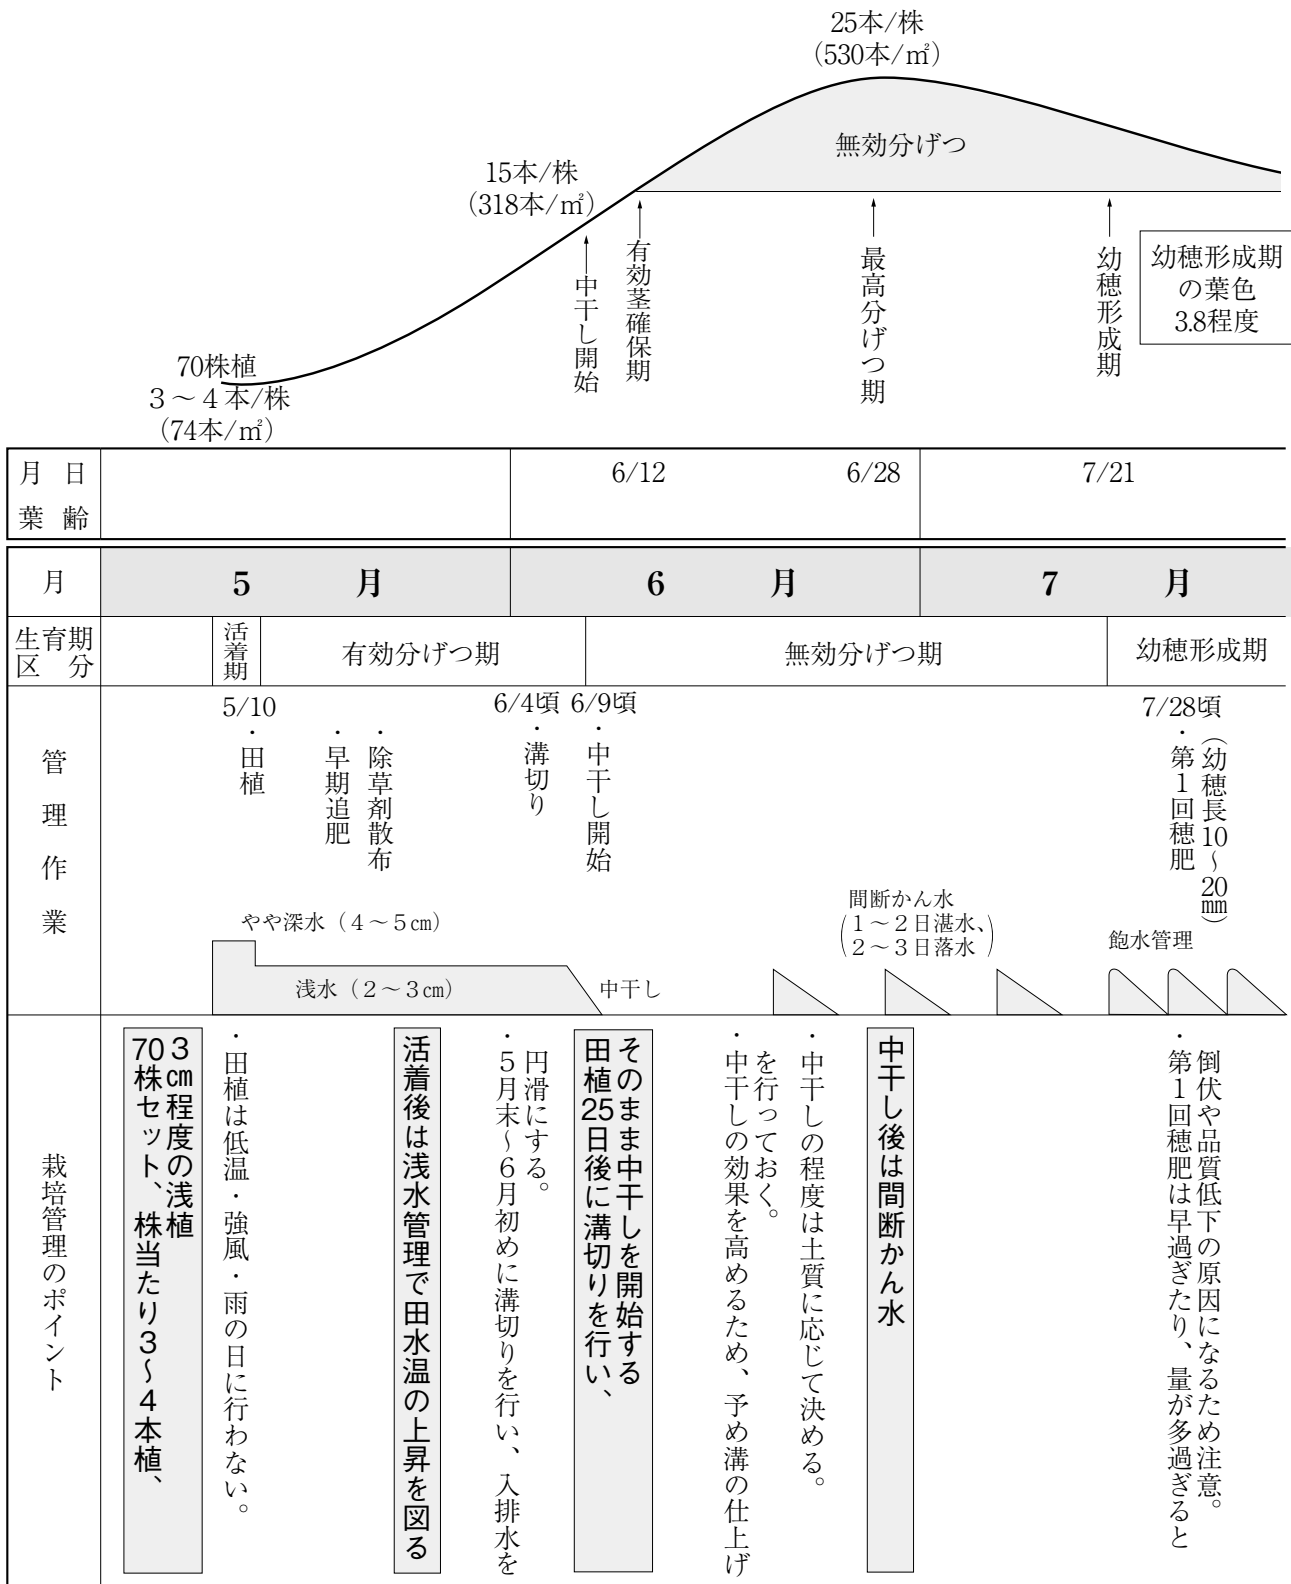 25本/株
(530本/㎡)
無効分げつ
15本/株
(318本/㎡)
中干し開始
有効茎確保期
最高分げつ期
幼穂形成期
幼穂形成期
の葉色
3.8程度
70株植
3～4本/株
(74本/㎡)
月日
葉齢
6/12
6/28
7/21
月
5月
6月
7月
生育期
区分
活着期
有効分げつ期
無効分げつ期
幼穂形成期
管理作業
5/10
・田植
・早期追肥
・除草剤散布
6/4頃
・溝切り
6/9頃
・中干し開始
7/28頃
・第1回穂肥
(幼穂長10～20㎜)
やや深水(4～5㎝)
浅水(2～3㎝)
中干し
間断かん水
(1～2日湛水、
2～3日落水)
飽水管理
栽培管理のポイント
70株セット、株当たり3～4本植、
3㎝程度の浅植
・田植は低温・強風・雨の日に行わない。
活着後は浅水管理で田水温の上昇を図る
・5月末～6月初めに溝切りを行い、入排水を
円滑にする。
田植25日後に溝切りを行い、
そのまま中干しを開始する
・中干しの効果を高めるため、予め溝の仕上げ
を行っておく。
・中干しの程度は土質に応じて決める。
中干し後は間断かん水
・第1回穂肥は早過ぎたり、量が多過ぎると
倒伏や品質低下の原因になるため注意。